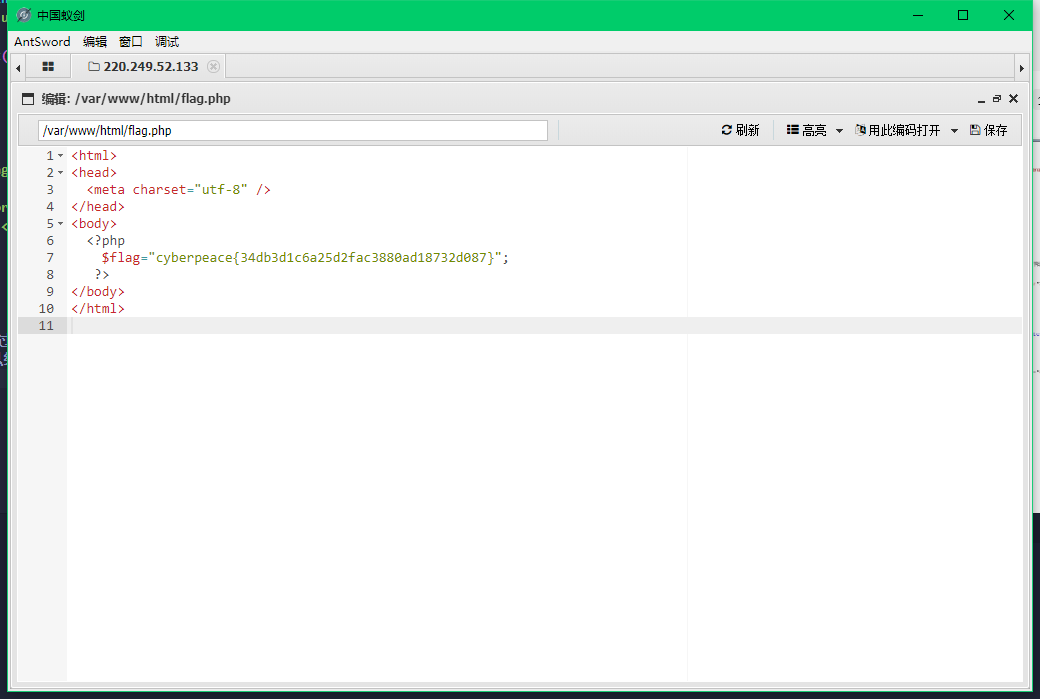 中国蚁剑
AntSword 编辑 窗口 调试
220.249.52.133
编辑: /var/www/html/flag.php
/var/www/html/flag.php 刷新 高亮 用此编码打开 保存
1 <html>
2 <head>
3 <meta charset="utf-8" />
4 </head>
5 <body>
6 <?php
7 $flag="cyberpeace{34db3d1c6a25d2fac3880ad18732d087}";
8 ?>
9 </body>
10 </html>
11